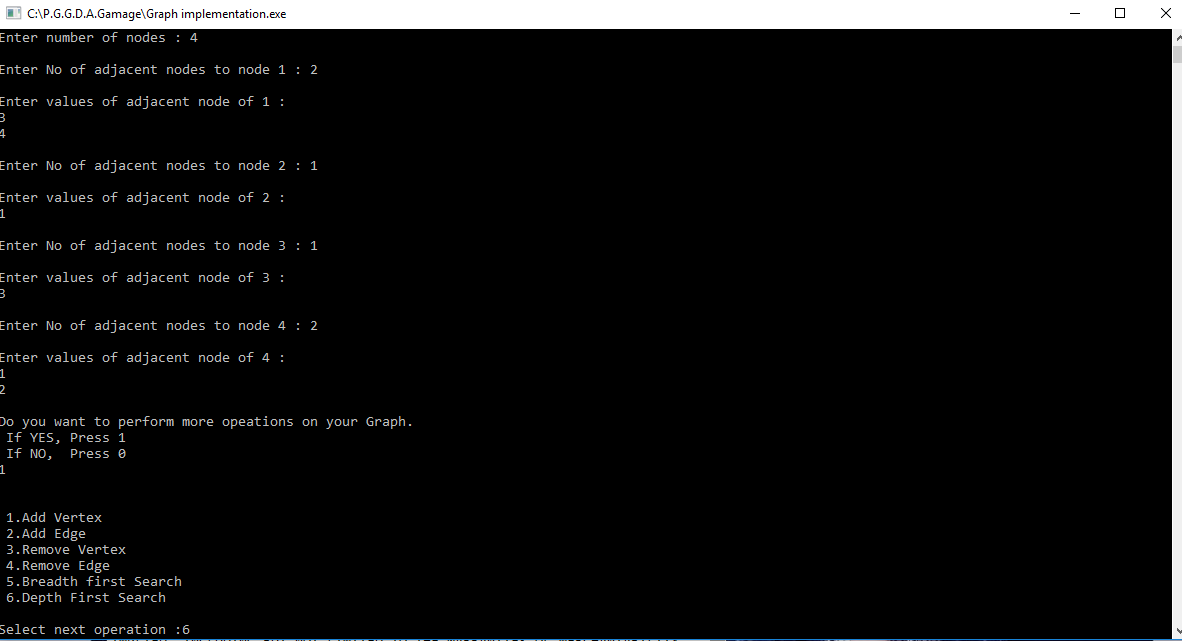 C:\P.G.G.D.A.Gamage\Graph implementation.exe
Enter number of nodes : 4
Enter No of adjacent nodes to node 1 : 2
Enter values of adjacent node of 1 :
3
4
Enter No of adjacent nodes to node 2 : 1
Enter values of adjacent node of 2 :
1
Enter No of adjacent nodes to node 3 : 1
Enter values of adjacent node of 3 :
3
Enter No of adjacent nodes to node 4 : 2
Enter values of adjacent node of 4 :
1
2
Do you want to perform more opeations on your Graph.
If YES, Press 1
If NO,  Press 0
1
1.Add Vertex
2.Add Edge
3.Remove Vertex
4.Remove Edge
5.Breadth first Search
6.Depth First Search
Select next operation :6